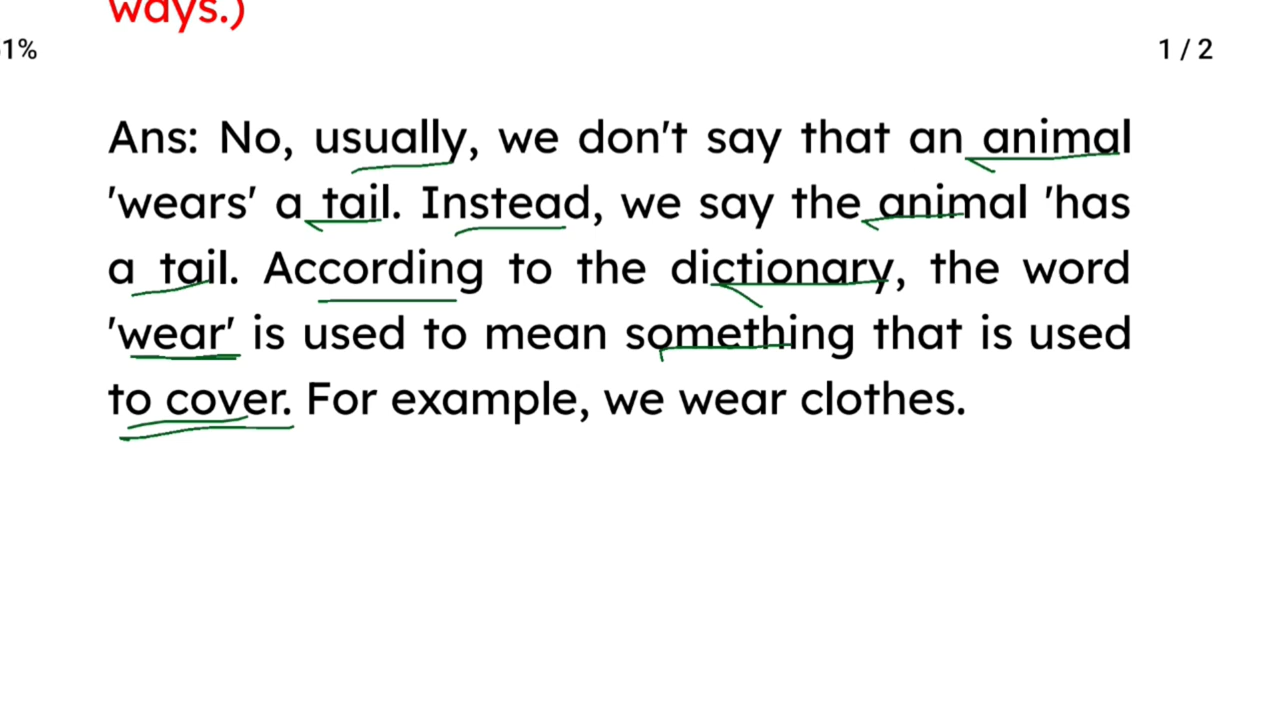 ways.)
1%
1 / 2
Ans: No, usually, we don't say that an animal
'wears' a tail. Instead, we say the animal 'has
a tail. According to the dictionary, the word
'wear' is used to mean something that is used
to cover. For example, we wear clothes.